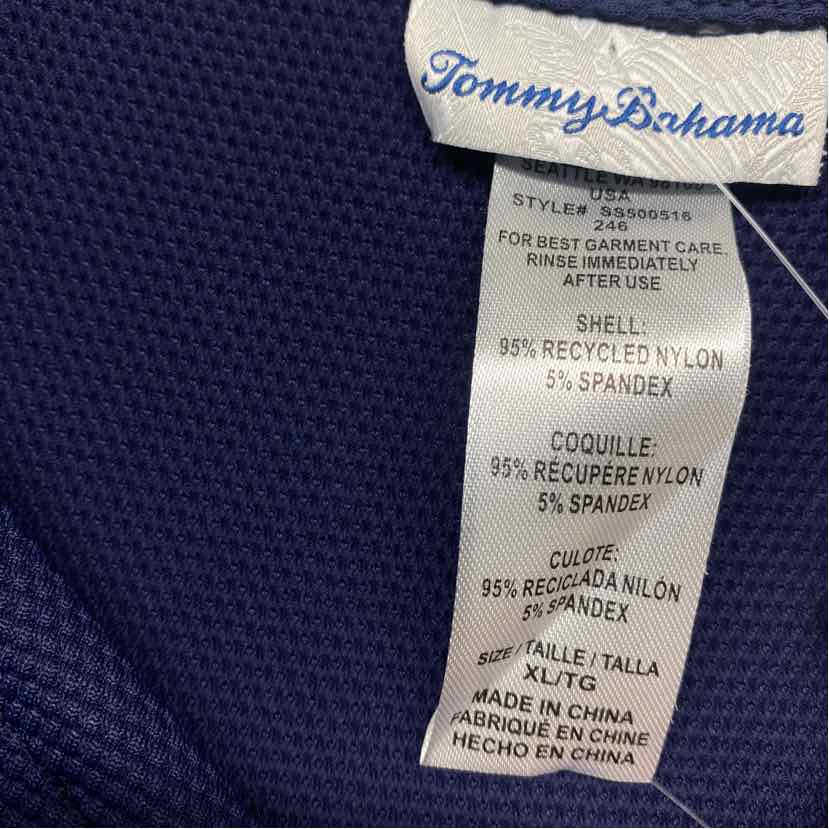 Tommy Bahama
SEATTLE WA
USA
STYLE# SS500516
246
FOR BEST GARMENT CARE,
RINSE IMMEDIATELY
AFTER USE
SHELL:
95% RECYCLED NYLON
5% SPANDEX
COQUILLE:
95% RÉCUPÉRE NYLON
5% SPANDEX
CULOTE:
95% RECICLADA NILÓN
5% SPANDEX
SIZE / TAILLE / TALLA
XL/TG
MADE IN CHINA
FABRIQUÉ EN CHINE
HECHO EN CHINA